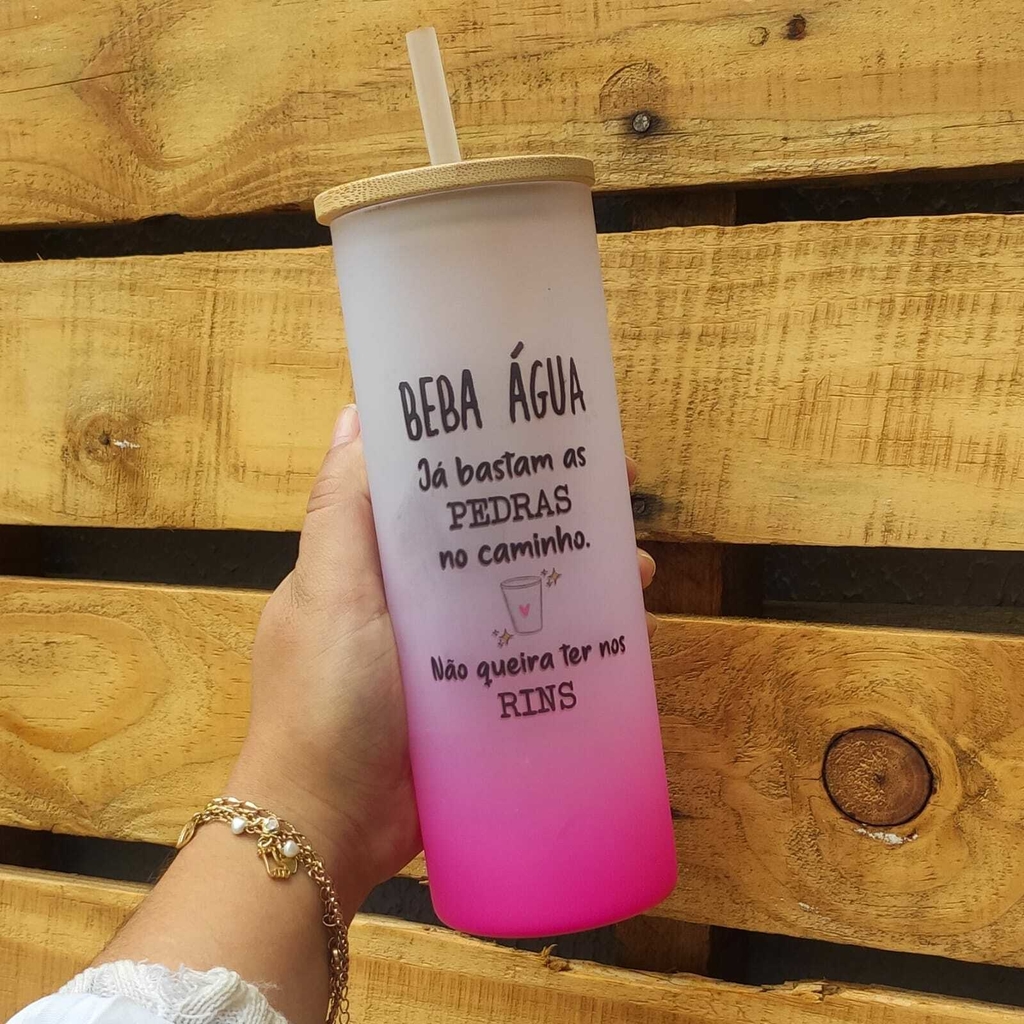 BEBA ÁGUA
Já bastam as
PEDRAS
no caminho.
Não queira ter nos
RINS